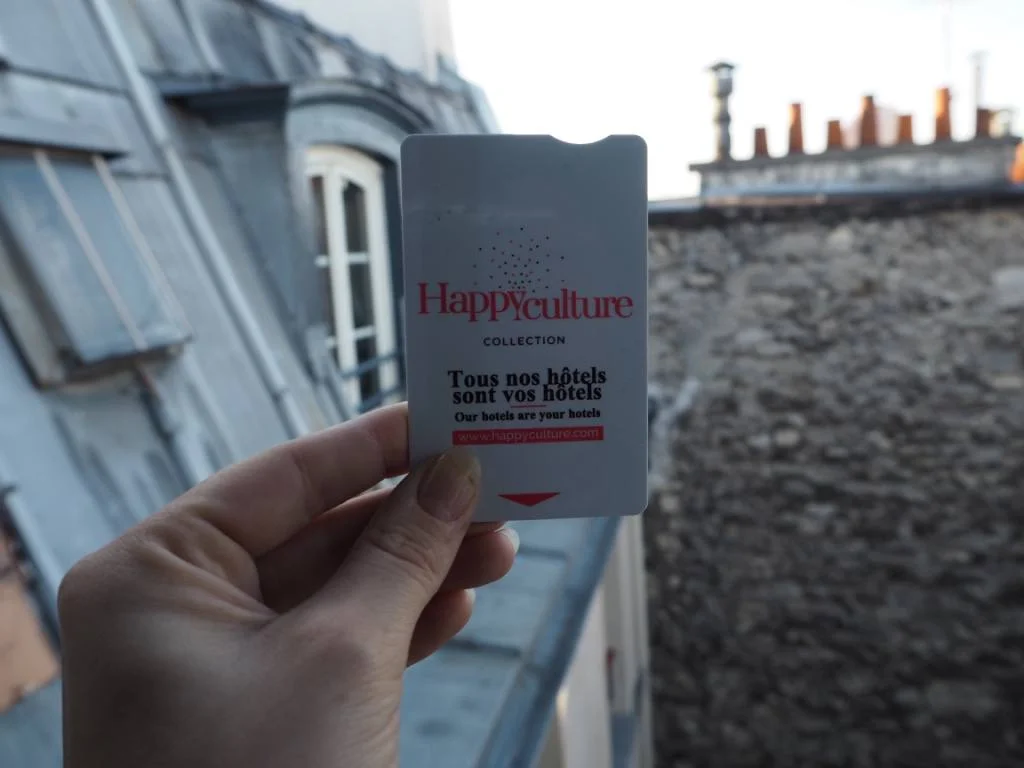 Happyculture
COLLECTION
Tous nos hôtels
sont vos hôtels
Our hotels are your hotels
www.happyculture.com